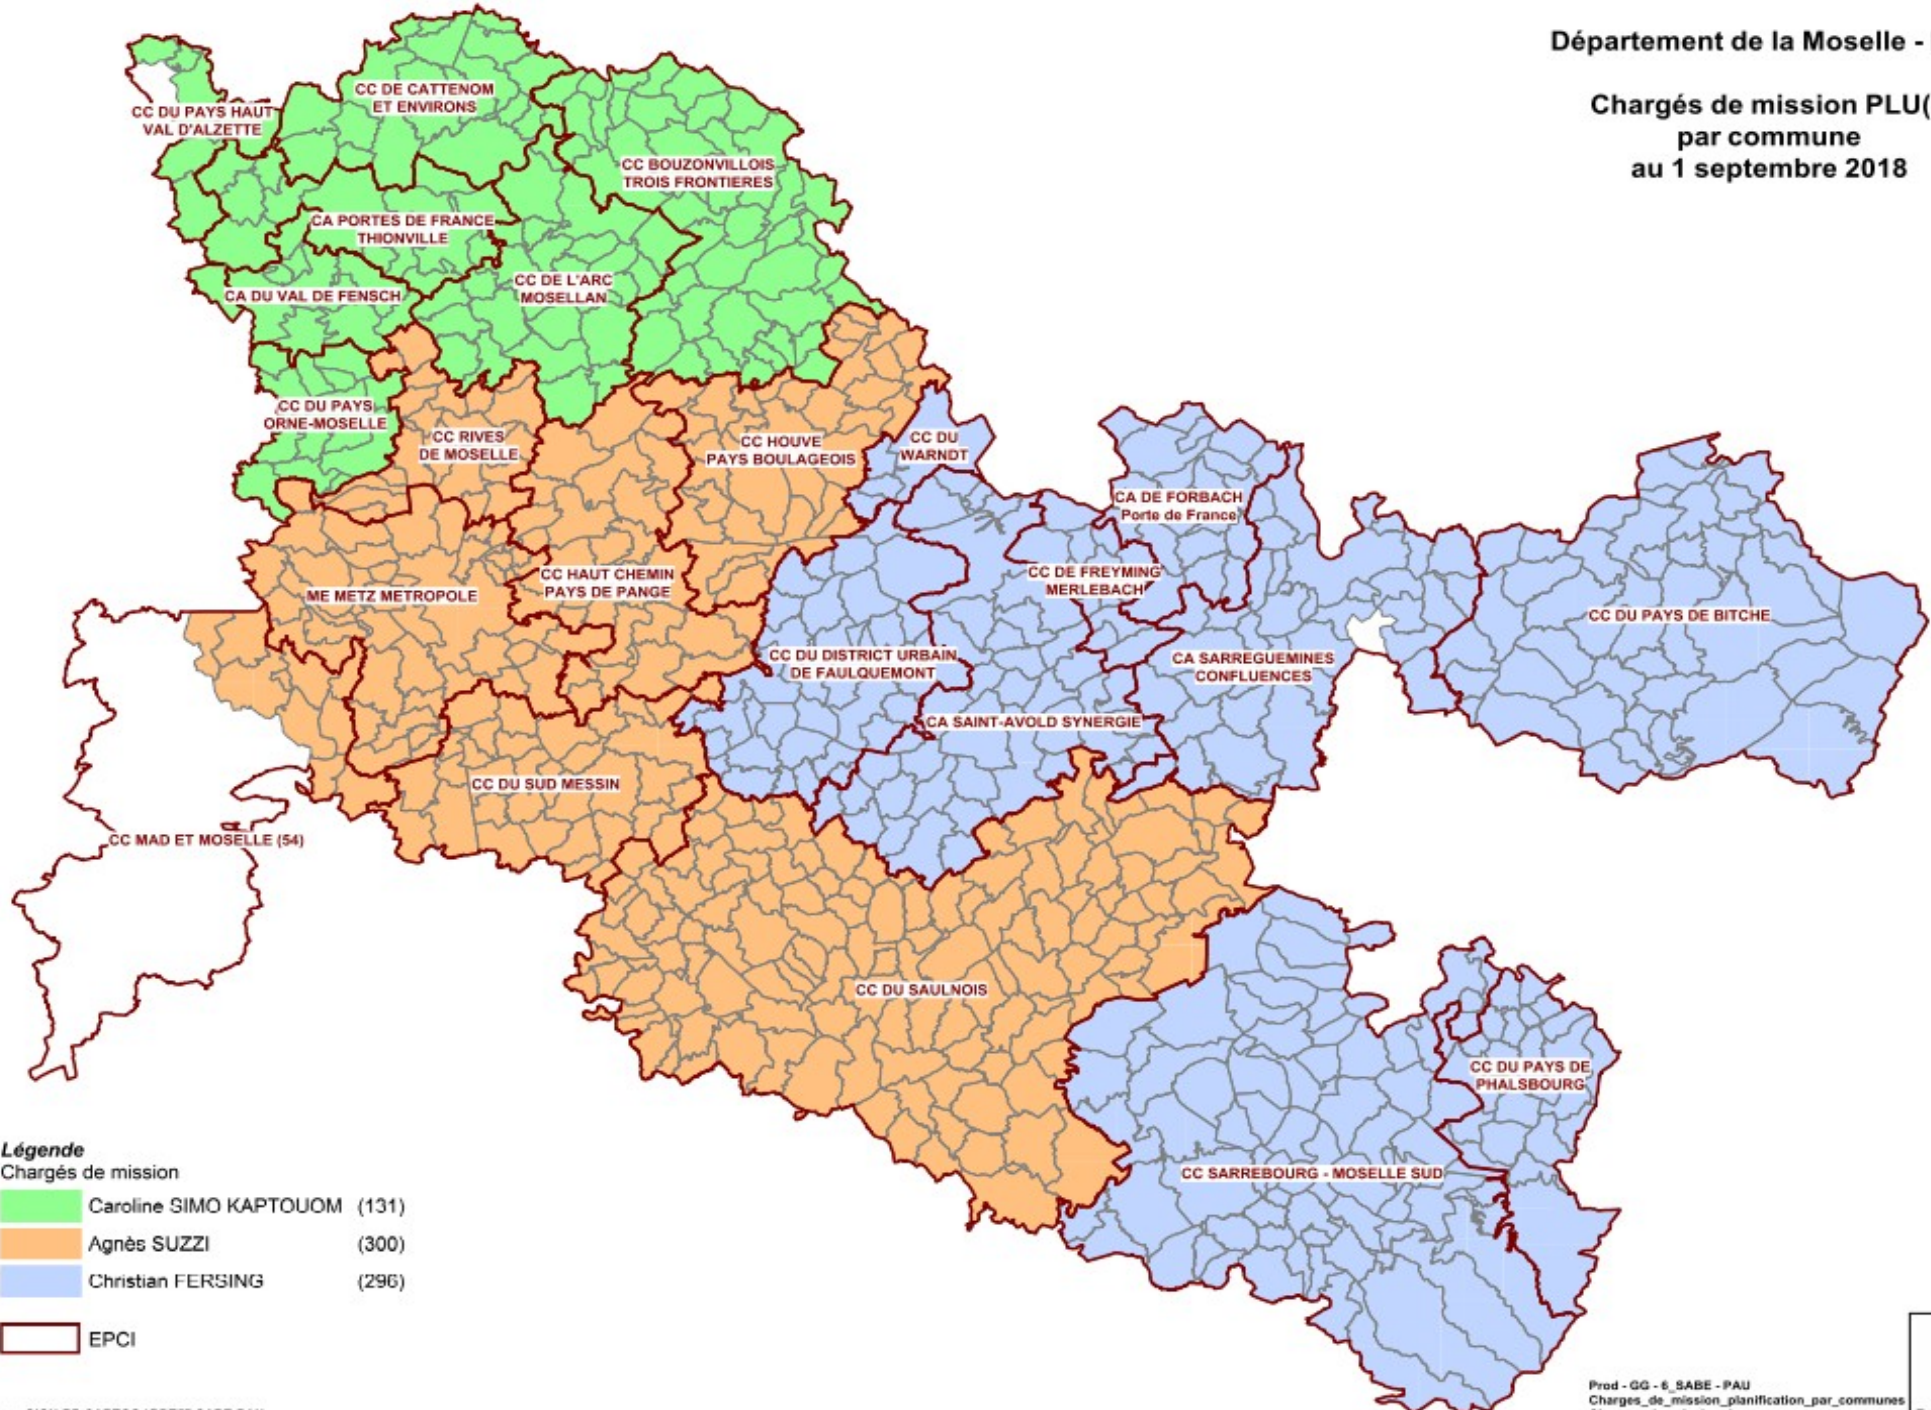 Département de la Moselle -
Chargés de mission PLU(
par commune
au 1 septembre 2018
CC DU PAYS HAUT
VAL D'ALZETTE
CC DE CATTENOM
ET ENVIRONS
CC BOUZONVILLOIS
TROIS FRONTIERES
CA PORTES DE FRANCE
THIONVILLE
CC DE L'ARC
MOSELLAN
CA DU VAL DE FENSCH
CC DU PAYS
ORNE-MOSELLE
CC RIVES
DE MOSELLE
CC HOUVE
PAYS BOULAGEOIS
CC DU
WARNDT
CA DE FORBACH
Porte de France
CC HAUT CHEMIN
PAYS DE PANGE
CC DE FREYMING
MERLEBACH
ME METZ METROPOLE
CC DU PAYS DE BITCHE
CC DU DISTRICT URBAIN
DE FAULQUEMONT
CA SARREGUEMINES
CONFLUENCES
CA SAINT-AVOLD SYNERGIE
CC DU SUD MESSIN
CC MAD ET MOSELLE (54)
CC DU SAULNOIS
CC DU PAYS DE
PHALSBOURG
CC SARREBOURG - MOSELLE SUD
Légende
Chargés de mission
Caroline SIMO KAPTOUOM (131)
Agnès SUZZI (300)
Christian FERSING (296)
EPCI
Prod - GG - 6_SABE - PAU
Charges_de_mission_planification_par_communes